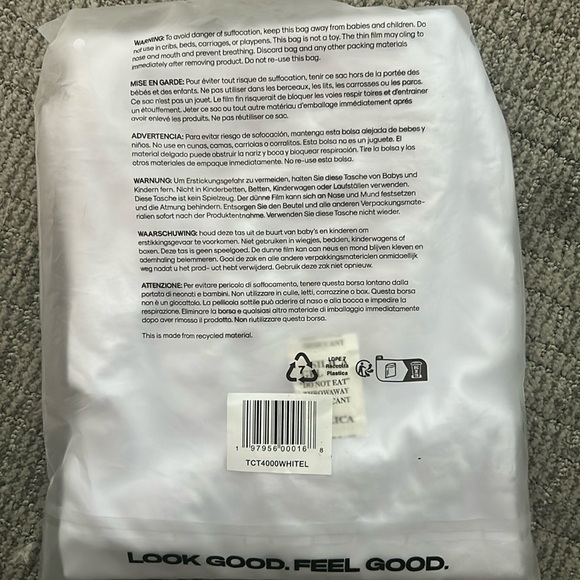 WARNING: To avoid danger of suffocation, keep this bag away from babies and children. Do
not use in cribs, beds, carriages, or playpens. This bag is not a toy. The thin film may cling to
nose and mouth and prevent breathing. Discard bag and any other packing materials
immediately after removing product. Do not re-use this bag.
MISE EN GARDE: Pour éviter tout risque de suffocation, tenir ce sac hors de la portée des
bébés et des enfants. Ne pas utiliser dans les berceaux, les lits, les carrosses ou les parcs.
Ce sac n'est pas un jouet. Le film fin risquerait de bloquer les voies respir toires et d'entraîner
un étouffement. Jeter ce sac ou tout autre matériau d'emballage immédiatement après
avoir enlevé les produits. Ne pas réutiliser ce sac.
ADVERTENCIA: Para evitar riesgo de safocación, mantenga esta bolsa alejada de bebes y
niños. No use en cunas, camas, carriolas o corralitos. Esta bolsa no es un juguete. El
material delgado puede obstruir la nariz y boca y bloquear respiración. Tire la bolsa y los
otros materiales de empaque inmediatamente. No re-use esta bolsa.
WARNUNG: Um Erstickungsgefahr zu vermeiden, halten Sie diese Tasche von Babys und
Kindern fern. Nicht in Kinderbetten, Betten, Kinderwagen oder Laufställen verwenden.
Diese Tasche ist kein Spielzeug. Der dünne Film kann sich an Nase und Mund festsetzen
und die Atmung behindern. Entsorgen Sie den Beutel und alle anderen Verpackungsmate-
rialien sofort nach der Produktentnahme. Verwenden Sie diese Tasche nicht wieder.
WAARSCHUWING: houd deze tas uit de buurt van baby's en kinderen om
erstikkingsgevaar te voorkomen. Niet gebruiken in wiegjes, bedden, kinderwagens of
boxen. Deze tas is geen speelgoed. De dunne film kan aan neus en mond blijven kleven en
ademhaling belemmeren. Gooi de zak en alle andere verpakkingsmaterialen onmiddellijk
weg nadat u het prod- uct hebt verwijderd. Gebruik deze zak niet opnieuw.
ATTENZIONE: Per evitare pericolo di soffocamento, tenere questa borsa lontano dalla
portata di neonati e bambini. Non utilizzare in culle, letti, carrozzine o box. Questa borsa
non è un giocattolo. La pellicola sottile può aderire al naso e alla bocca e impedire la
respirazione. Eliminare la borsa e qualsiasi altro materiale di imballaggio immediatamente
dopo aver rimosso il prodotto. Non riutilizzare questa borsa.
This is made from recycled material.
7
LDPE 7
Raccolta
Plastica
"DO NOT EAT"
THROWAWAY
1 97956 00016 8
TCT4000WHITEL
LOOK GOOD. FEEL GOOD.